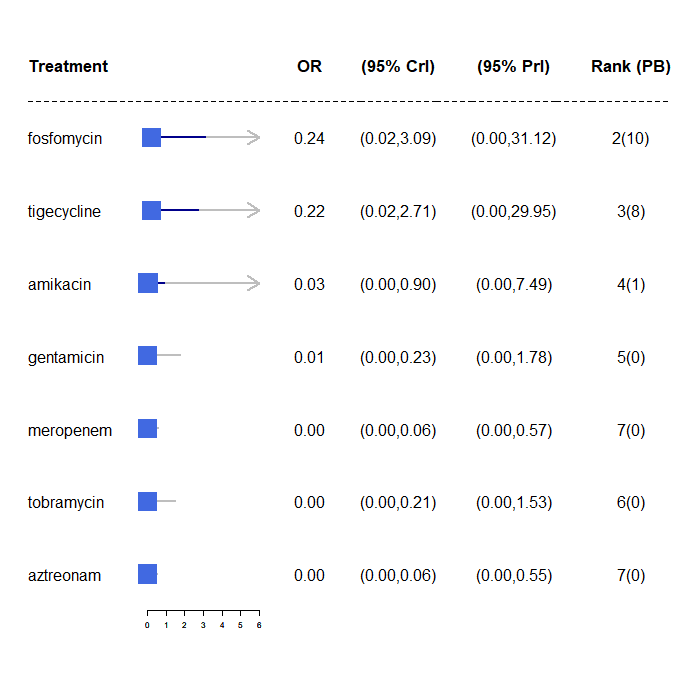 Treatment OR (95% CrI) (95% PrI) Rank (PB)
fosfomycin 0.24 (0.02,3.09) (0.00,31.12) 2(10)
tigecycline 0.22 (0.02,2.71) (0.00,29.95) 3(8)
amikacin 0.03 (0.00,0.90) (0.00,7.49) 4(1)
gentamicin 0.01 (0.00,0.23) (0.00,1.78) 5(0)
meropenem 0.00 (0.00,0.06) (0.00,0.57) 7(0)
tobramycin 0.00 (0.00,0.21) (0.00,1.53) 6(0)
aztreonam 0.00 (0.00,0.06) (0.00,0.55) 7(0)
0 1 2 3 4 5 6